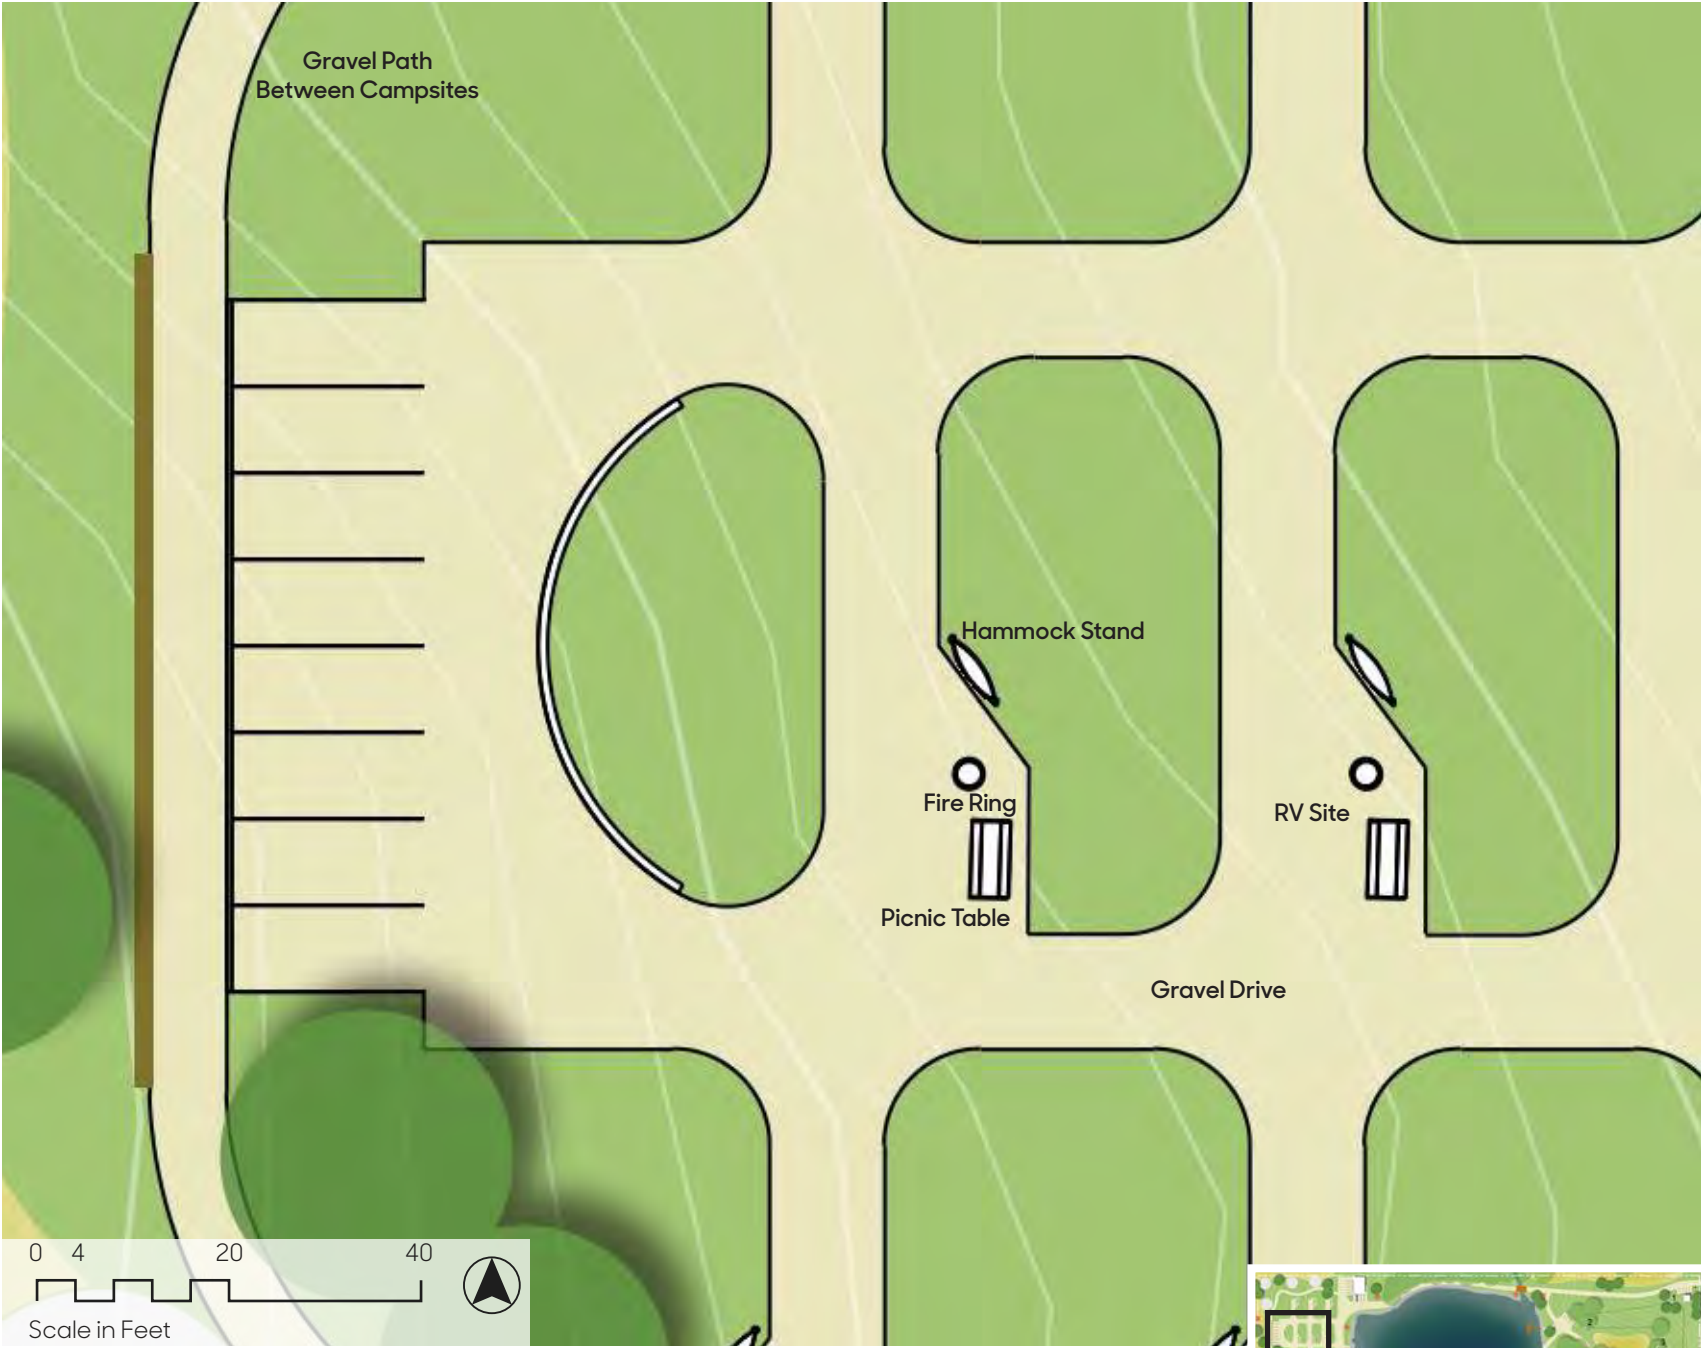 Gravel Path
Between Campsites
Hammock Stand
Fire Ring
RV Site
Picnic Table
Gravel Drive
0 4 20 40
Scale in Feet
2